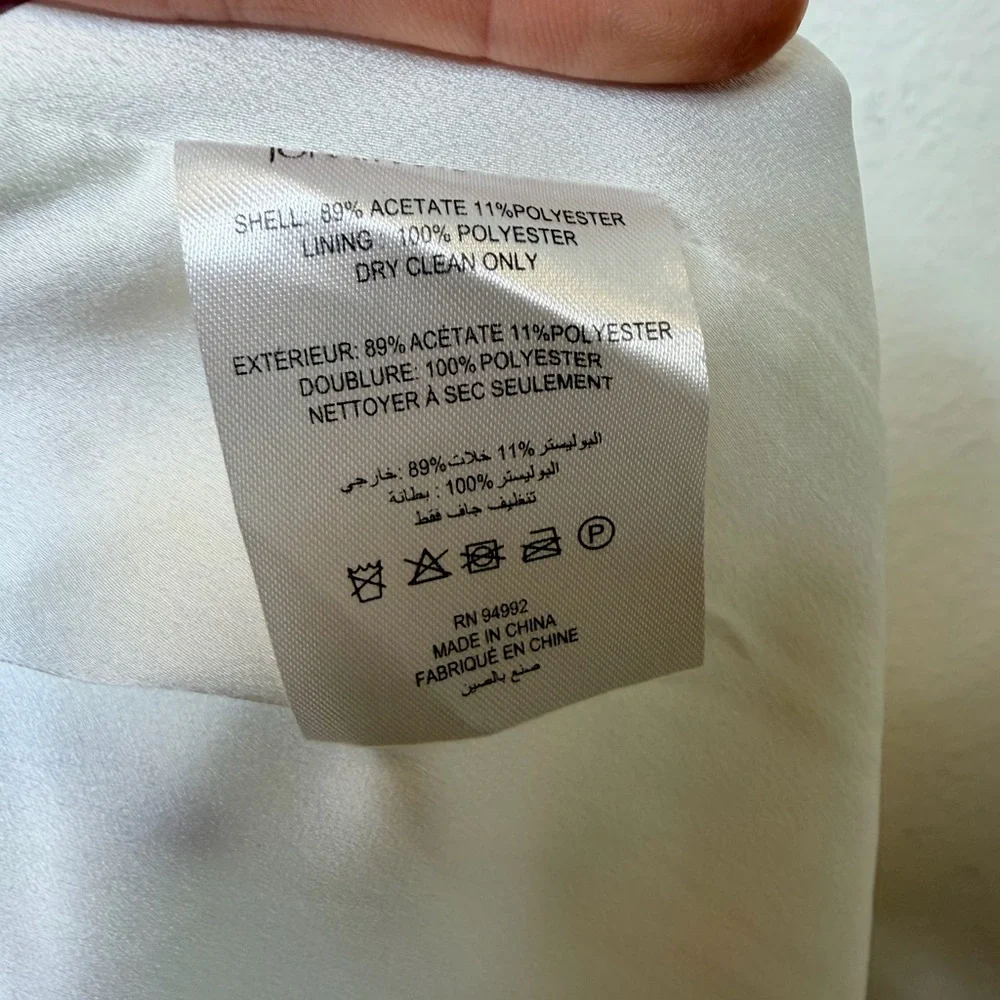 SHELL: 89% ACETATE 11%POLYESTER
LINING 100% POLYESTER
DRY CLEAN ONLY
EXTÉRIEUR: 89% ACÉTATE 11%POLYESTER
DOUBLURE: 100% POLYESTER
NETTOYER À SEC SEULEMENT
البوليستر 11% خلات 89% :خارجي
البوليستر 100% : بطانة
تنظيف جاف فقط
P
RN 94992
MADE IN CHINA
FABRIQUÉ EN CHINE
صنع بالصين